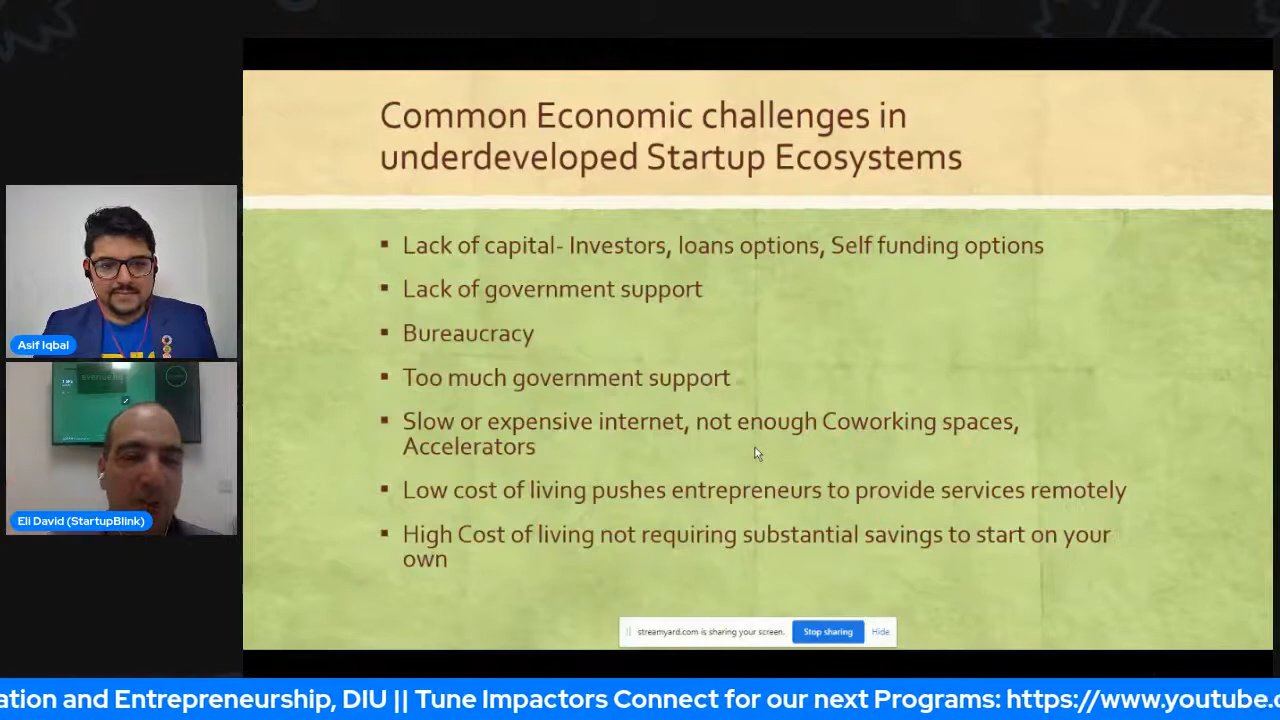 Common Economic challenges in
underdeveloped Startup Ecosystems
▪ Lack of capital- Investors, loans options, Self funding options
▪ Lack of government support
▪ Bureaucracy
▪ Too much government support
▪ Slow or expensive internet, not enough Coworking spaces,
Accelerators
▪ Low cost of living pushes entrepreneurs to provide services remotely
▪ High Cost of living not requiring substantial savings to start on your
own
Asif Iqbal
Eli David (StartupBlink)
streamyard.com is sharing your screen.
Stop sharing
Hide
ation and Entrepreneurship, DIU || Tune Impactors Connect for our next Programs: https://www.youtube.c